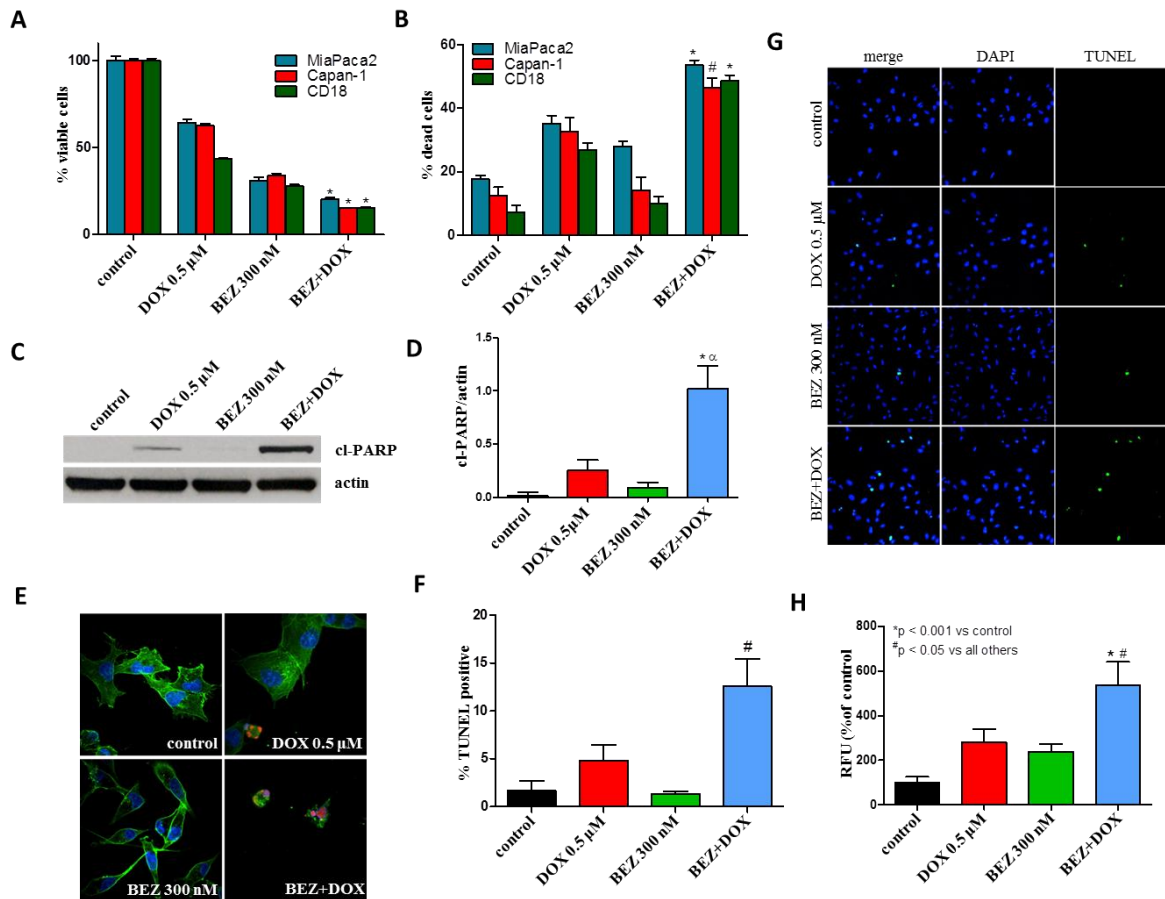 A
% viable cells
100
50
0
MiaPaca2
Capan-1
CD18
* * *
control
DOX 0.5 µM
BEZ 300 nM
BEZ+DOX
B
% dead cells
60
40
20
0
MiaPaca2
Capan-1
CD18
* # *
control
DOX 0.5 µM
BEZ 300 nM
BEZ+DOX
C
control
DOX 0.5 µM
BEZ 300 nM
BEZ+DOX
cl-PARP
actin
D
cl-PARP/actin
1.5
1.0
0.5
0.0
* α
control
DOX 0.5µM
BEZ 300 nM
BEZ+DOX
E
control
DOX 0.5 µM
BEZ 300 nM
BEZ+DOX
F
% TUNEL positive
20
15
10
5
0
#
control
DOX 0.5 µM
BEZ 300 nM
BEZ+DOX
G
merge DAPI TUNEL
control
DOX 0.5 µM
BEZ 300 nM
BEZ+DOX
H
RFU (%of control)
800
600
400
200
0
*p < 0.001 vs control
#p < 0.05 vs all others
* #
control
DOX 0.5 µM
BEZ 300 nM
BEZ+DOX